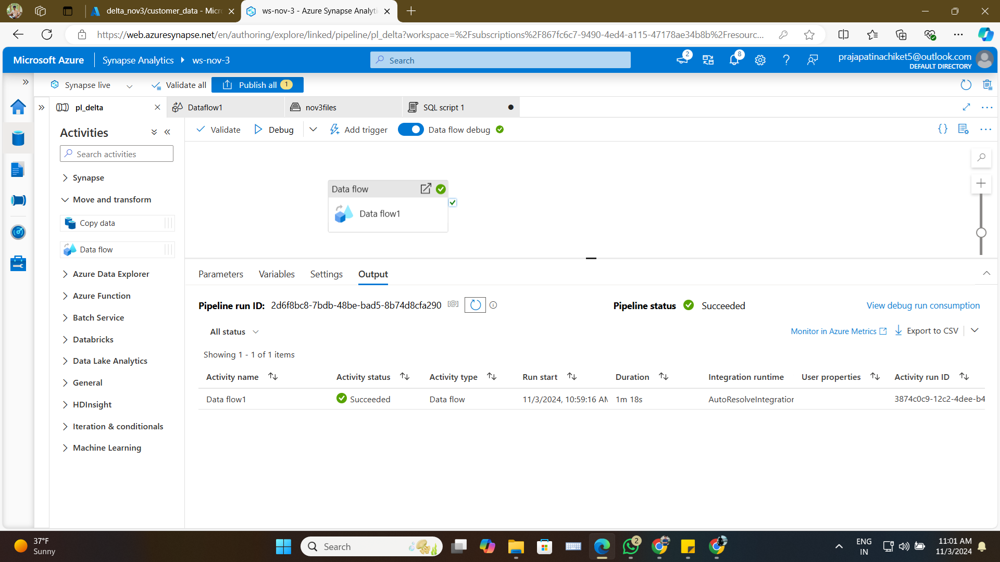 delta_nov3/customer_data - Micr
ws-nov-3 - Azure Synapse Analyti
https://web.azuresynapse.net/en/authoring/explore/linked/pipeline/pl_delta?workspace=%2Fsubscriptions%2F867fc6c7-9490-4ed4-a115-47178ae34b8b%2Fresourc...
Microsoft Azure
Synapse Analytics
ws-nov-3
Search
2
8
prajapatinachiket5@outlook.com
DEFAULT DIRECTORY
Synapse live
Validate all
Publish all 1
pl_delta
Dataflow1
nov3files
SQL script 1
Activities
Validate
Debug
Add trigger
Data flow debug
Search activities
Synapse
Move and transform
Copy data
Data flow
Azure Data Explorer
Azure Function
Batch Service
Databricks
Data Lake Analytics
General
HDInsight
Iteration & conditionals
Machine Learning
Data flow
Data flow1
Parameters
Variables
Settings
Output
Pipeline run ID: 2d6f8bc8-7bdb-48be-bad5-8b74d8cfa290 [@]
Pipeline status Succeeded
View debug run consumption
All status
Monitor in Azure Metrics
Export to CSV
Showing 1 - 1 of 1 items
Activity name Activity status Activity type Run start Duration Integration runtime User properties Activity run ID
Data flow1 Succeeded Data flow 11/3/2024, 10:59:16 AM 1m 18s AutoResolveIntegration 3874c0c9-12c2-4dee-b4
37°F
Sunny
Search
2
ENG
IN
11:01 AM
11/3/2024